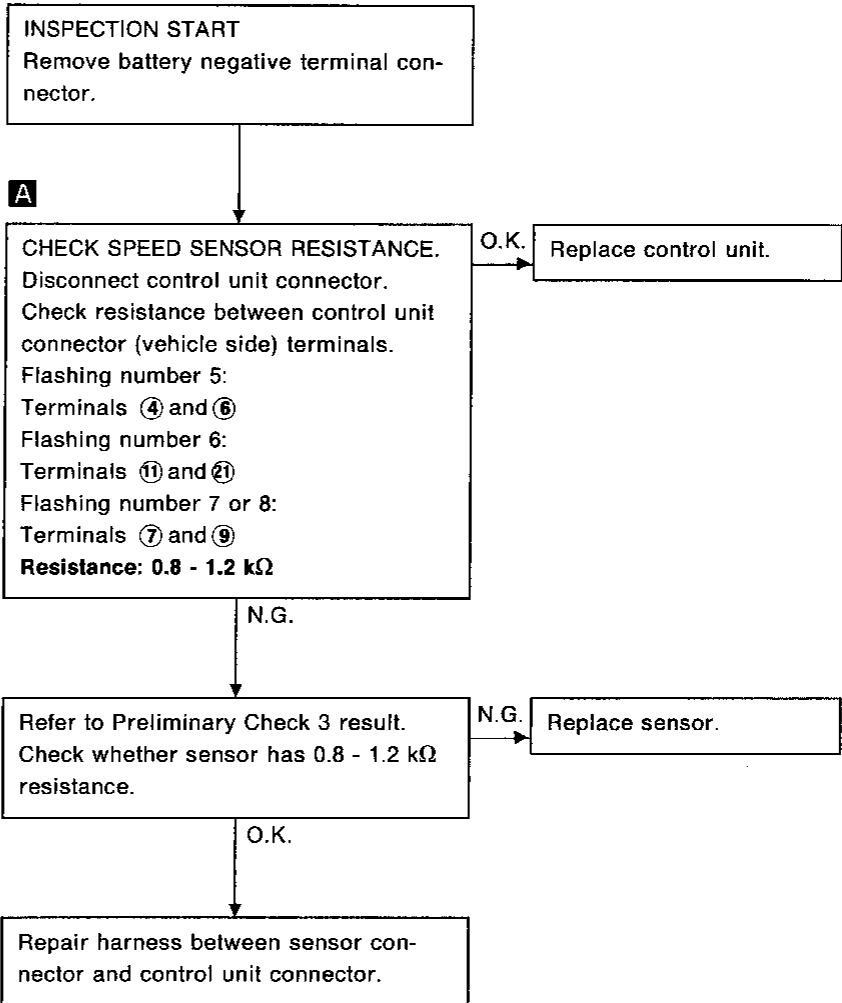 INSPECTION START
Remove battery negative terminal con-
nector.
A
CHECK SPEED SENSOR RESISTANCE.
Disconnect control unit connector.
Check resistance between control unit
connector (vehicle side) terminals.
Flashing number 5:
Terminals ④ and ⑥
Flashing number 6:
Terminals ⑪ and ㉑
Flashing number 7 or 8:
Terminals ⑦ and ⑨
Resistance: 0.8 - 1.2 kΩ
O.K.
Replace control unit.
N.G.
Refer to Preliminary Check 3 result.
Check whether sensor has 0.8 - 1.2 kΩ
resistance.
N.G.
Replace sensor.
O.K.
Repair harness between sensor con-
nector and control unit connector.